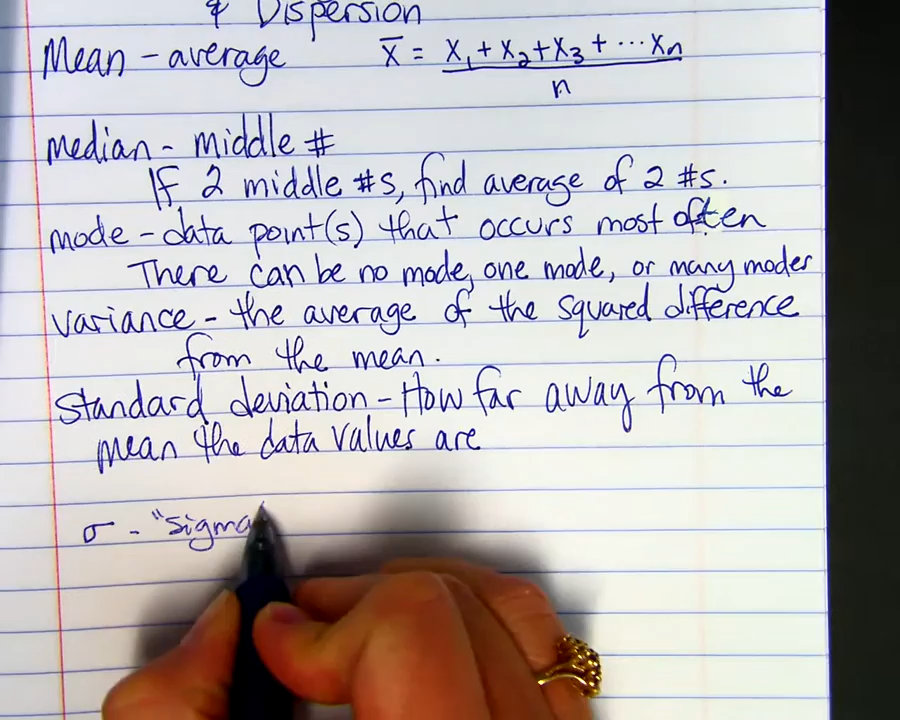 & Dispersion
Mean - average x̄ = x₁ + x₂ + x₃ + ... xₙ / n
median - middle #
If 2 middle #s, find average of 2 #s.
mode - data point(s) that occurs most often
There can be no mode, one mode, or many modes
variance - the average of the squared difference
from the mean.
Standard deviation - How far away from the
mean the data values are
σ - "sigma